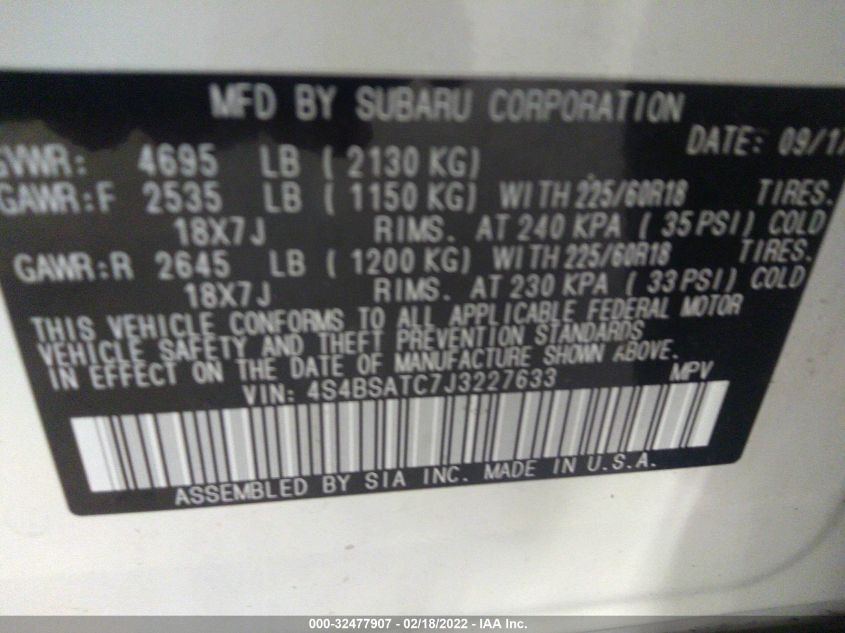 MFD BY SUBARU CORPORATION
DATE: 09/17
GVWR: 4695 LB ( 2130 KG)
GAWR:F 2535 LB ( 1150 KG) WITH 225/60R18 TIRES.
18X7J RIMS. AT 240 KPA ( 35 PSI) COLD
GAWR:R 2645 LB ( 1200 KG) WITH 225/60R18 TIRES.
18X7J RIMS. AT 230 KPA ( 33 PSI) COLD
THIS VEHICLE CONFORMS TO ALL APPLICABLE FEDERAL MOTOR
VEHICLE SAFETY AND THEFT PREVENTION STANDARDS
IN EFFECT ON THE DATE OF MANUFACTURE SHOWN ABOVE.
VIN: 4S4BSATC7J3227633 MPV
ASSEMBLED BY SIA INC. MADE IN U.S.A.
000-32477907 - 02/18/2022 - IAA Inc.